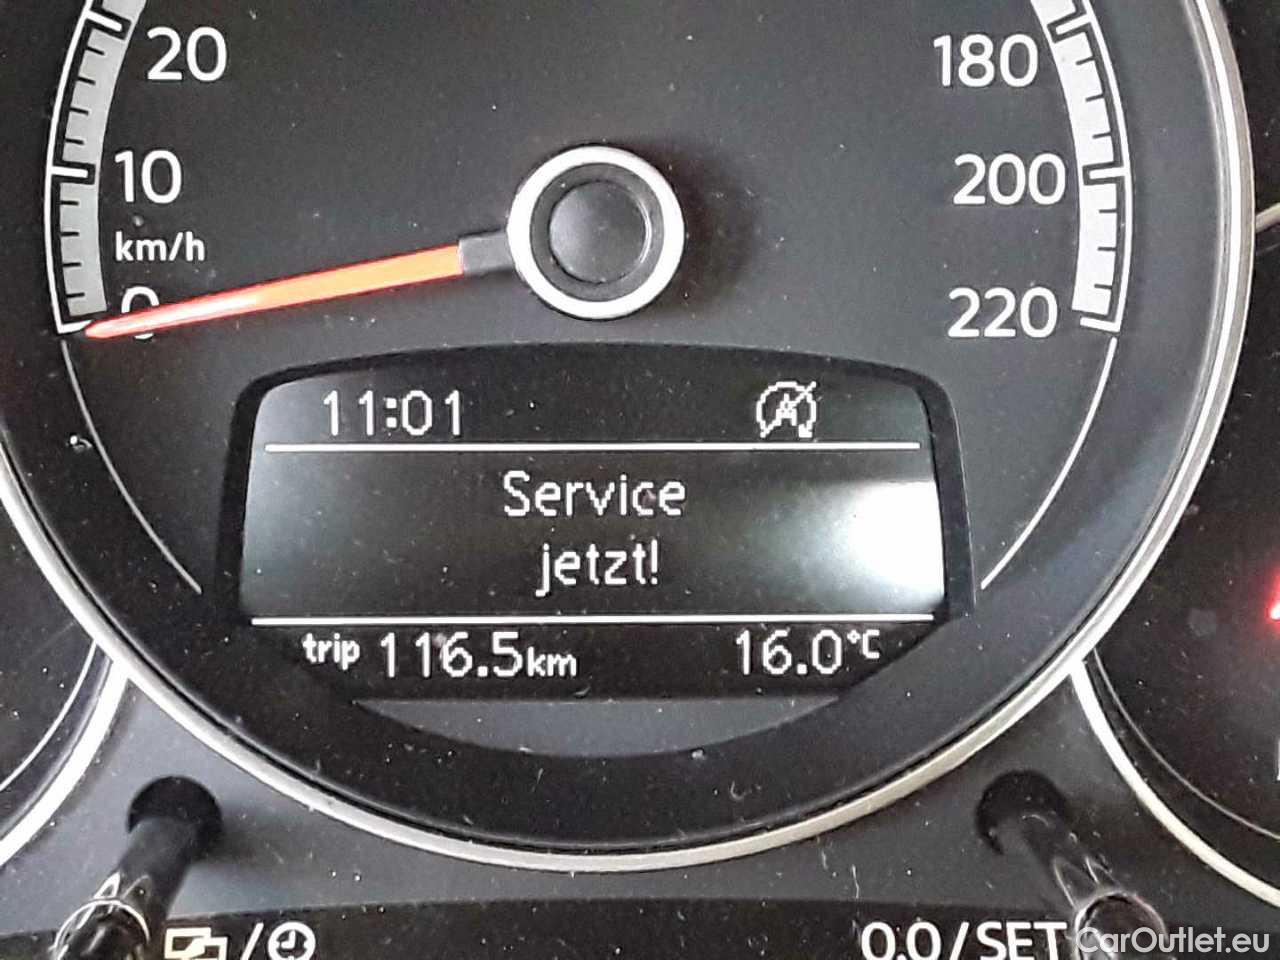 20
180
10
200
km/h
0
220
11:01
A
Service
jetzt!
trip 116.5km
16.0°C
/
0.0/SET
CarOutlet.eu